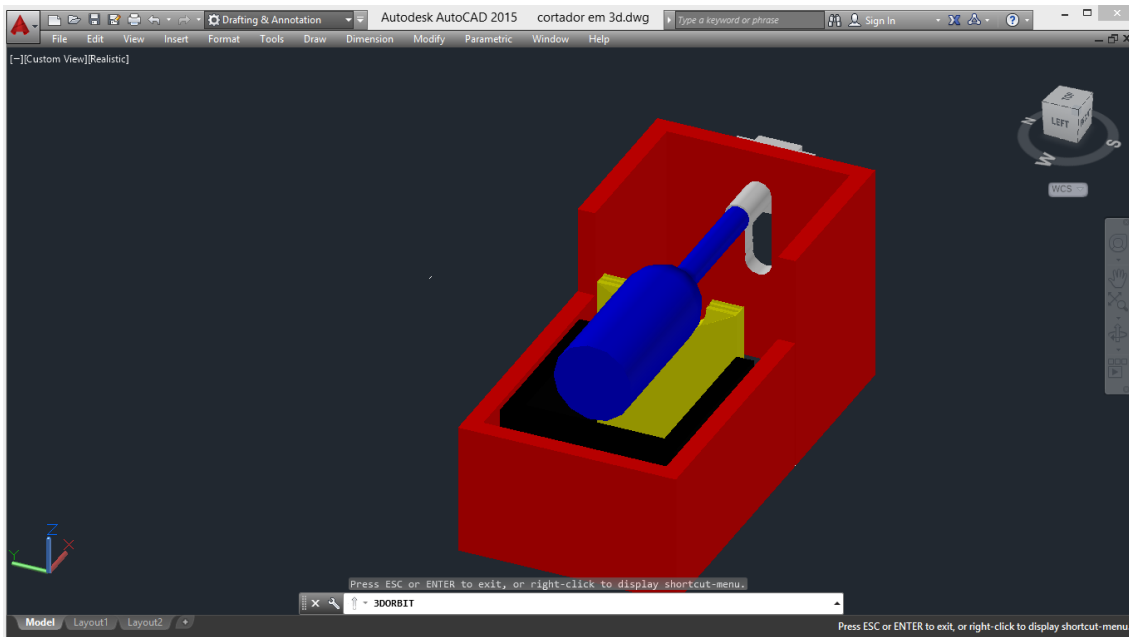 Drafting & Annotation Autodesk AutoCAD 2015 cortador em 3d.dwg Type a keyword or phrase Sign In
File Edit View Insert Format Tools Draw Dimension Modify Parametric Window Help
[−][Custom View][Realistic]
LEFT
N
S
W
WCS
Z
Y X
Press ESC or ENTER to exit, or right-click to display shortcut-menu.
3DORBIT
Model Layout1 Layout2 +
Press ESC or ENTER to exit, or right-click to display shortcut-menu.